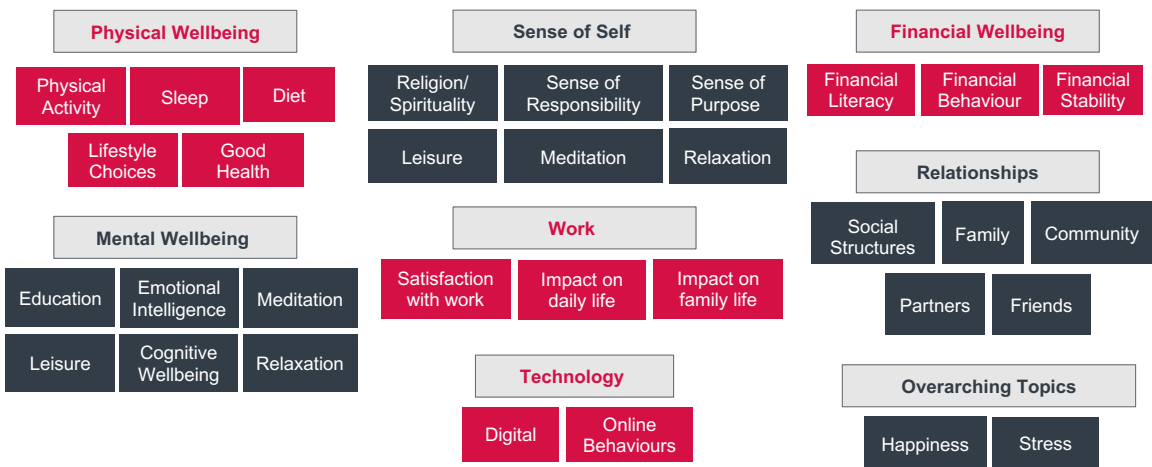 Physical Wellbeing
Physical
Activity
Sleep
Diet
Lifestyle
Choices
Good
Health
Mental Wellbeing
Education
Emotional
Intelligence
Meditation
Leisure
Cognitive
Wellbeing
Relaxation
Sense of Self
Religion/
Spirituality
Sense of
Responsibility
Sense of
Purpose
Leisure
Meditation
Relaxation
Work
Satisfaction
with work
Impact on
daily life
Impact on
family life
Technology
Digital
Online
Behaviours
Financial Wellbeing
Financial
Literacy
Financial
Behaviour
Financial
Stability
Relationships
Social
Structures
Family
Community
Partners
Friends
Overarching Topics
Happiness
Stress